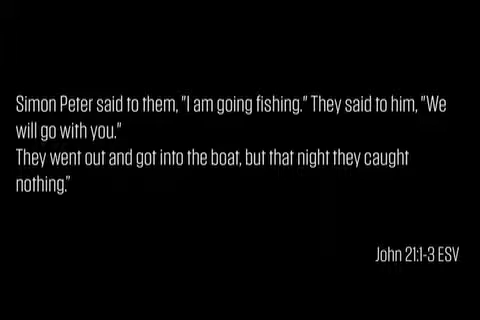 Simon Peter said to them, "I am going fishing." They said to him, "We
will go with you."
They went out and got into the boat, but that night they caught
nothing.”
John 21:1-3 ESV